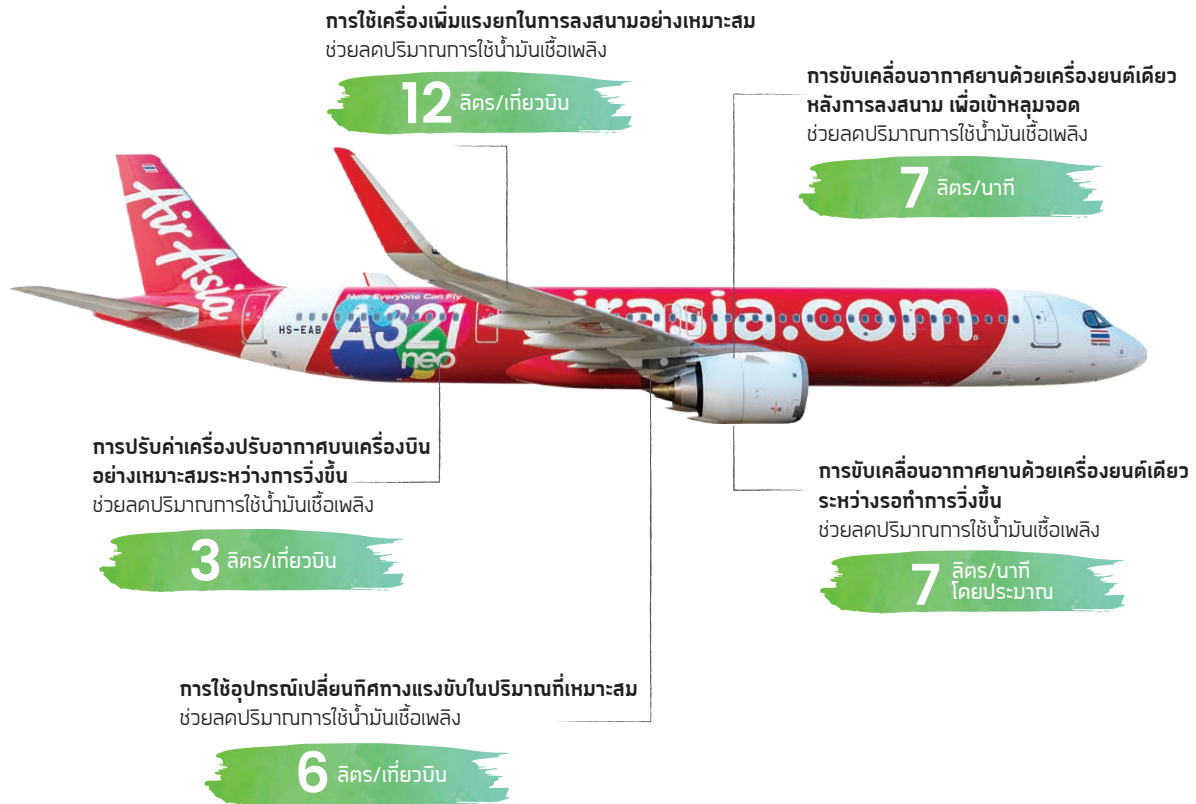 การใช้เครื่องเพิ่มแรงยกในการลงสนามอย่างเหมาะสม
ช่วยลดปริมาณการใช้น้ำมันเชื้อเพลิง
12 ลิตร/เที่ยวบิน
การขับเคลื่อนอากาศยานด้วยเครื่องยนต์เดียว
หลังการลงสนาม เพื่อเข้าหลุมจอด
ช่วยลดปริมาณการใช้น้ำมันเชื้อเพลิง
7 ลิตร/นาที
AirAsia
Now Everyone Can Fly
A321
neo
HS-EAB
irasia.com
การปรับค่าเครื่องปรับอากาศบนเครื่องบิน
อย่างเหมาะสมระหว่างการวิ่งขึ้น
ช่วยลดปริมาณการใช้น้ำมันเชื้อเพลิง
3 ลิตร/เที่ยวบิน
การขับเคลื่อนอากาศยานด้วยเครื่องยนต์เดียว
ระหว่างรอทำการวิ่งขึ้น
ช่วยลดปริมาณการใช้น้ำมันเชื้อเพลิง
7 ลิตร/นาที
โดยประมาณ
การใช้อุปกรณ์เปลี่ยนทิศทางแรงขับในปริมาณที่เหมาะสม
ช่วยลดปริมาณการใช้น้ำมันเชื้อเพลิง
6 ลิตร/เที่ยวบิน